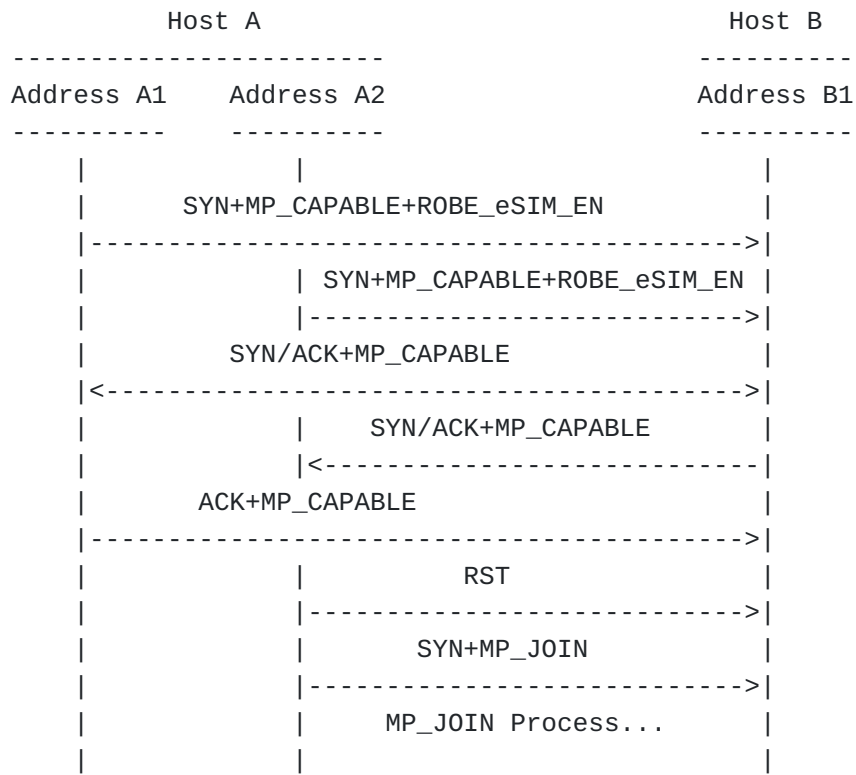 Host A                              Host B
------------------------                    ----------
Address A1    Address A2                    Address B1
----------    ----------                    ----------
    |             |                             |
    |      SYN+MP_CAPABLE+ROBE_eSIM_EN          |
    |------------------------------------------>|
    |             | SYN+MP_CAPABLE+ROBE_eSIM_EN |
    |             |---------------------------->|
    |         SYN/ACK+MP_CAPABLE                |
    |<----------------------------------------->|
    |             |    SYN/ACK+MP_CAPABLE       |
    |             |<----------------------------|
    |       ACK+MP_CAPABLE                      |
    |------------------------------------------>|
    |             |          RST                |
    |             |---------------------------->|
    |             |       SYN+MP_JOIN           |
    |             |---------------------------->|
    |             |     MP_JOIN Process...      |
    |             |                             |